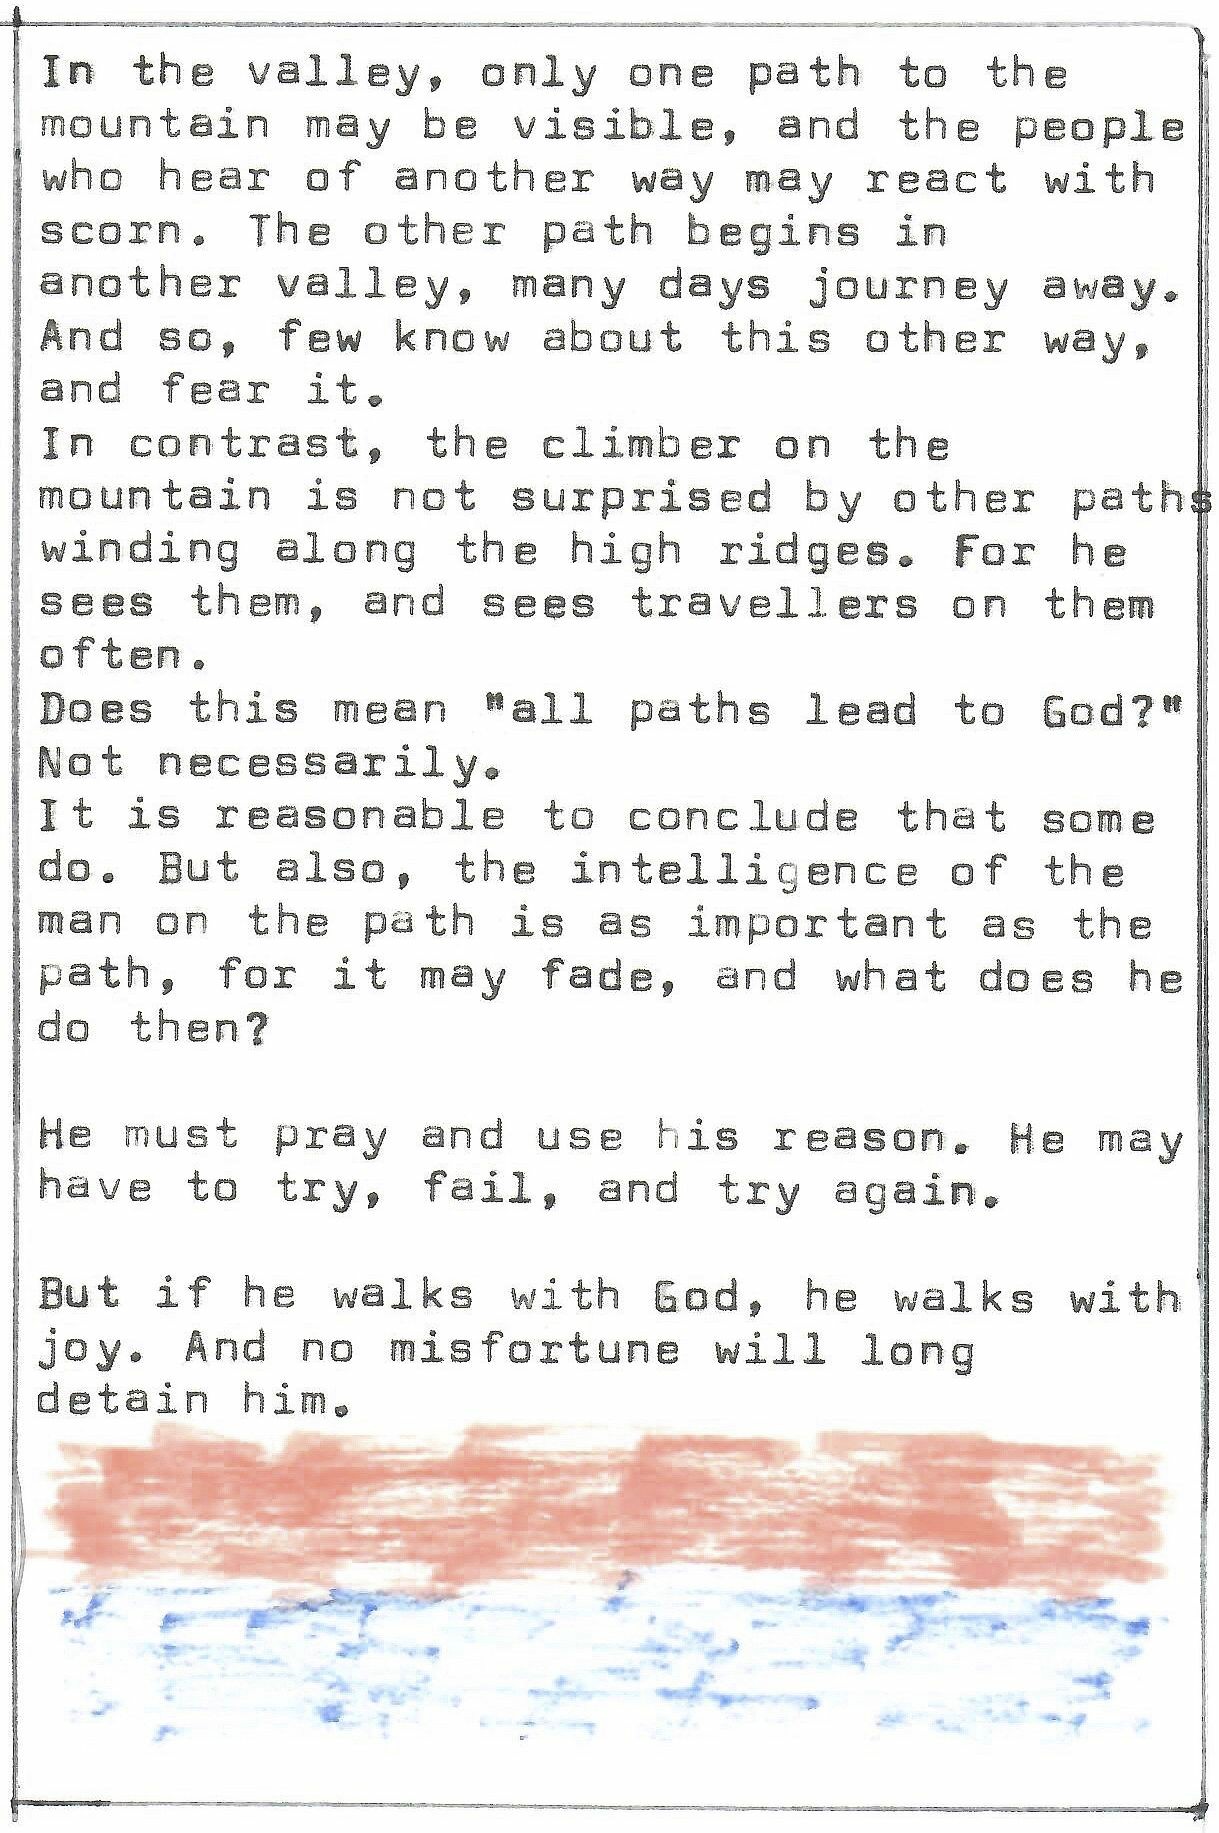 In the valley, only one path to the
mountain may be visible, and the people
who hear of another way may react with
scorn. The other path begins in
another valley, many days journey away.
And so, few know about this other way,
and fear it.
In contrast, the climber on the
mountain is not surprised by other paths
winding along the high ridges. For he
sees them, and sees travellers on them
often.
Does this mean "all paths lead to God?"
Not necessarily.
It is reasonable to conclude that some
do. But also, the intelligence of the
man on the path is as important as the
path, for it may fade, and what does he
do then?
He must pray and use his reason. He may
have to try, fail, and try again.
But if he walks with God, he walks with
joy. And no misfortune will long
detain him.